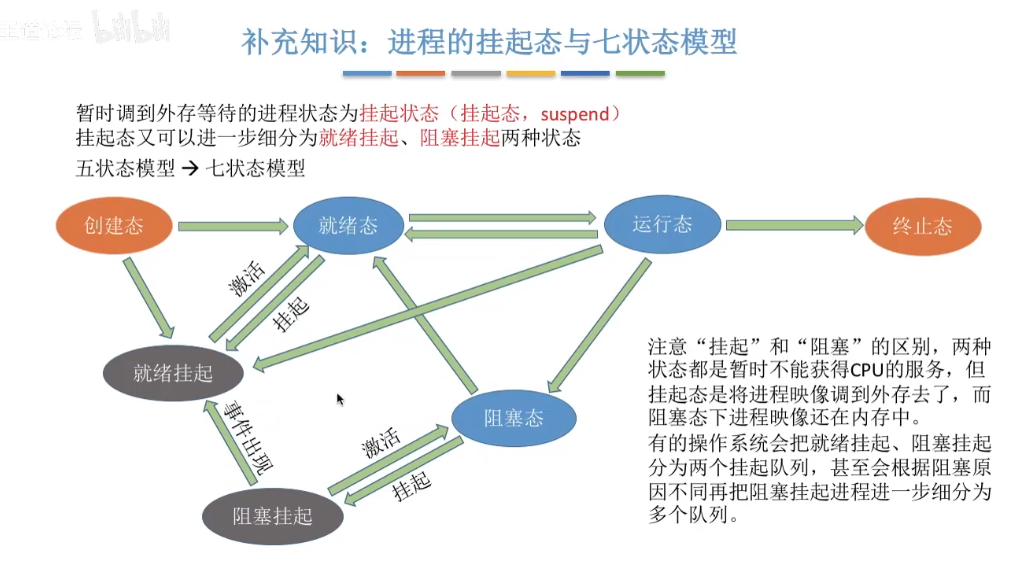 王道论坛 bilibili
补充知识：进程的挂起态与七状态模型
暂时调到外存等待的进程状态为挂起状态（挂起态，suspend）
挂起态又可以进一步细分为就绪挂起、阻塞挂起两种状态
五状态模型→七状态模型
创建态
就绪态
运行态
终止态
激活
挂起
就绪挂起
注意“挂起”和“阻塞”的区别，两种
状态都是暂时不能获得CPU的服务，但
挂起态是将进程映像调到外存去了，而
阻塞态下进程映像还在内存中。
有的操作系统会把就绪挂起、阻塞挂起
分为两个挂起队列，甚至会根据阻塞原
因不同再把阻塞挂起进程进一步细分为
多个队列。
阻塞态
事件出现
激活
挂起
阻塞挂起